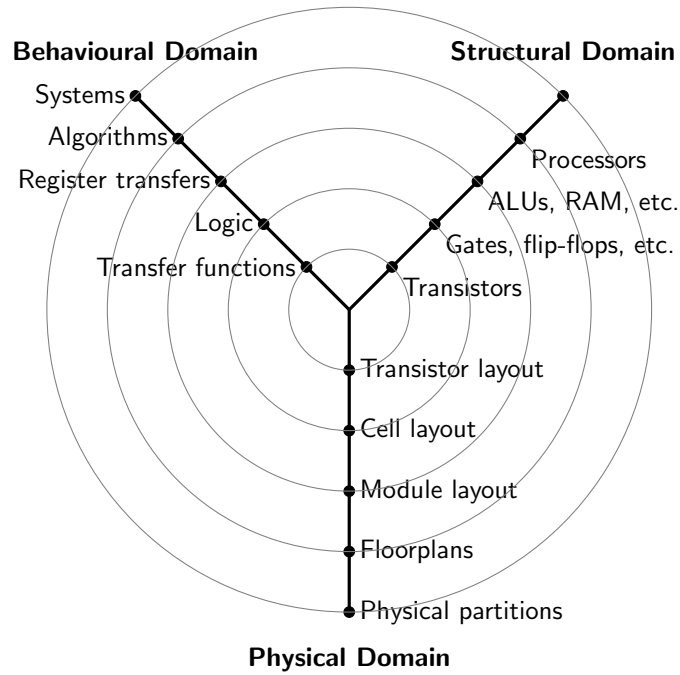 Behavioural Domain
Structural Domain
Systems
Algorithms
Register transfers
Logic
Transfer functions
Processors
ALUs, RAM, etc.
Gates, flip-flops, etc.
Transistors
Transistor layout
Cell layout
Module layout
Floorplans
Physical partitions
Physical Domain